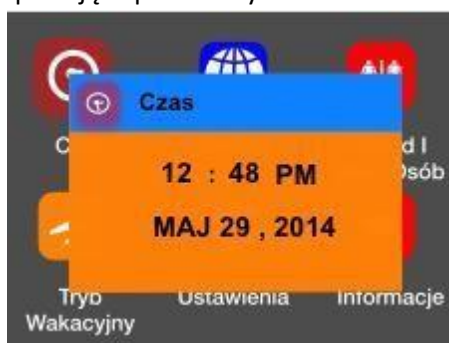 Czas
12 : 48 PM
MAJ 29 , 2014
Tryb
Wakacyjny
Ustawienia
Informacje